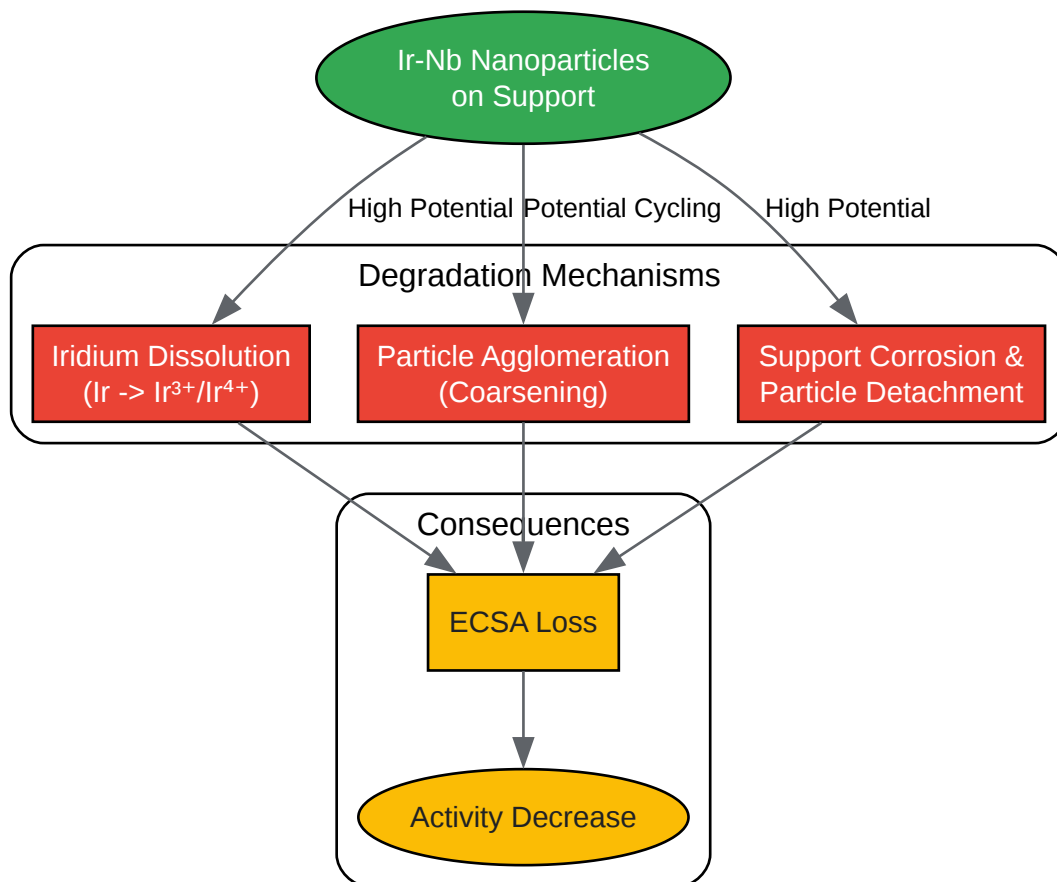 Ir-Nb Nanoparticles
on Support
High Potential
Potential Cycling
High Potential
Degradation Mechanisms
Iridium Dissolution
(Ir -> Ir³⁺/Ir⁴⁺)
Particle Agglomeration
(Coarsening)
Support Corrosion &
Particle Detachment
Consequences
ECSA Loss
Activity Decrease